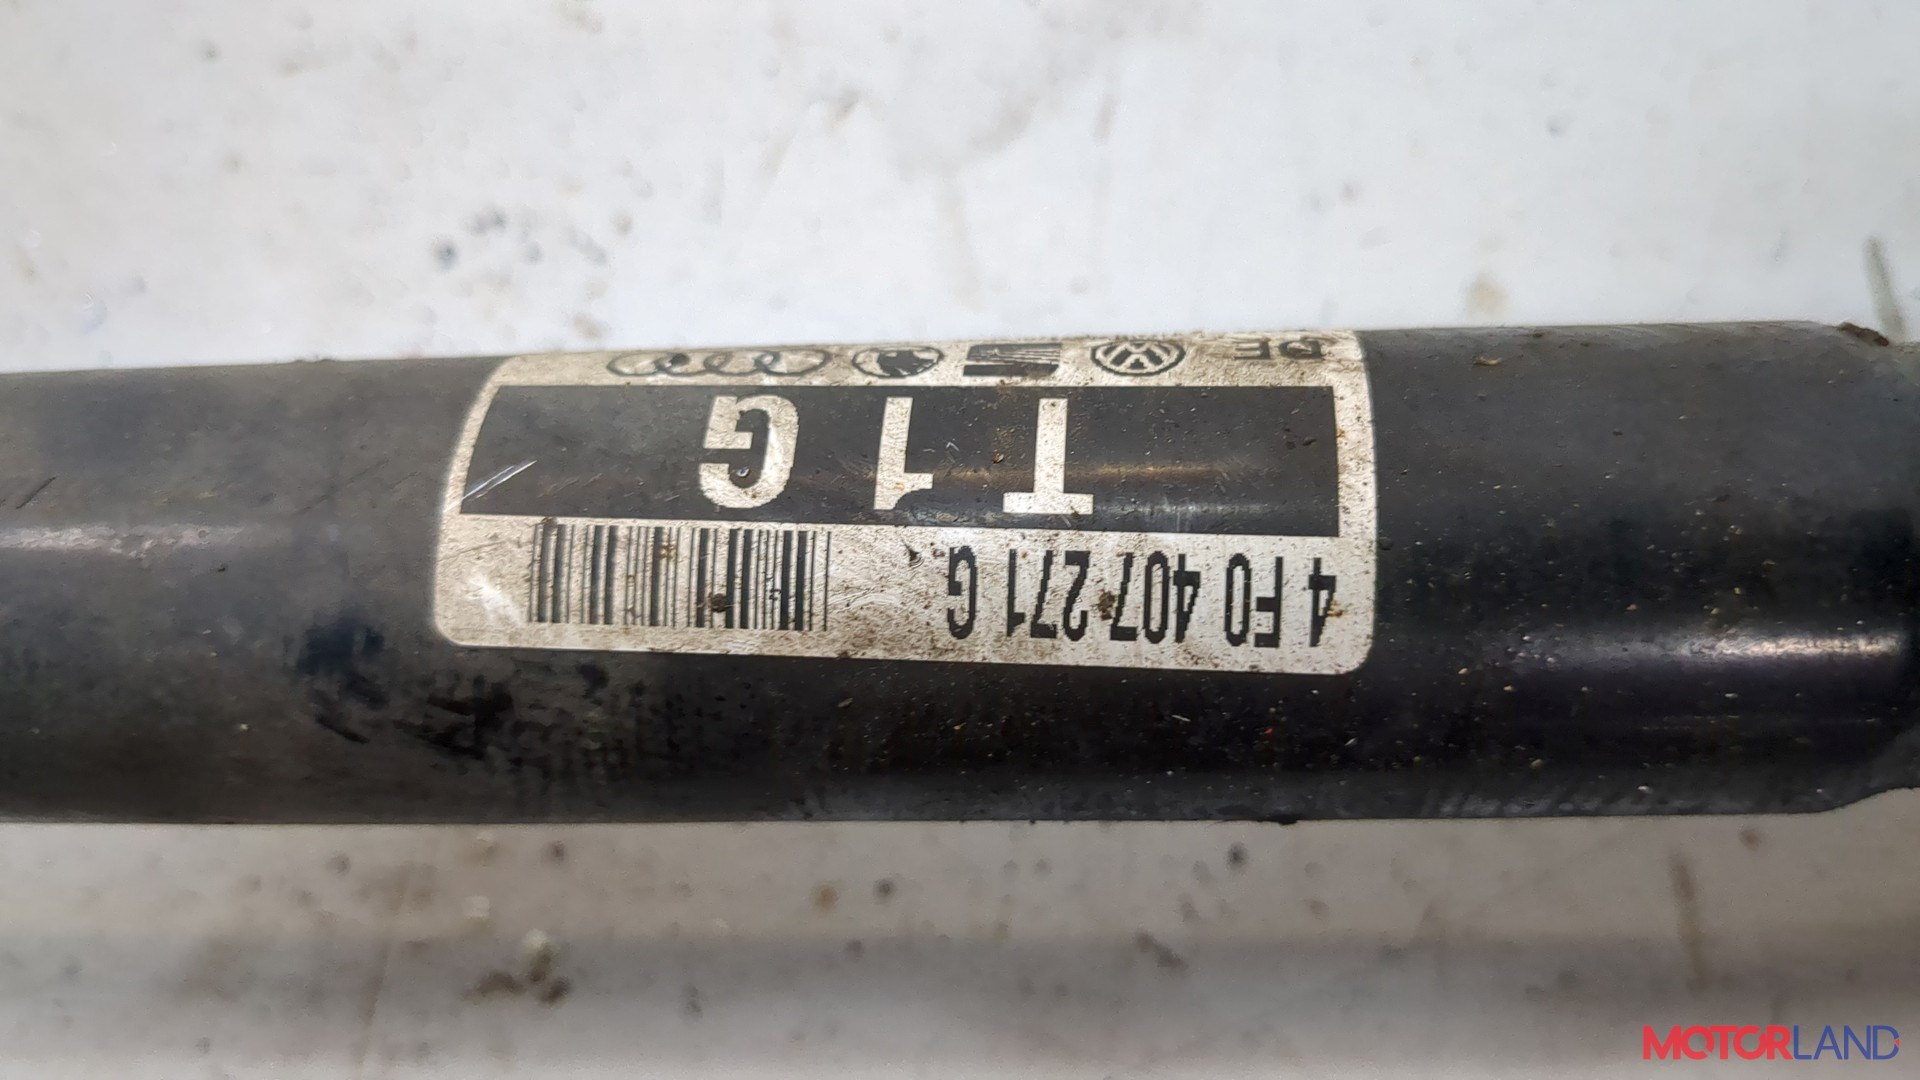 4F0 407 271 G
T1G
DE
MOTORLAND